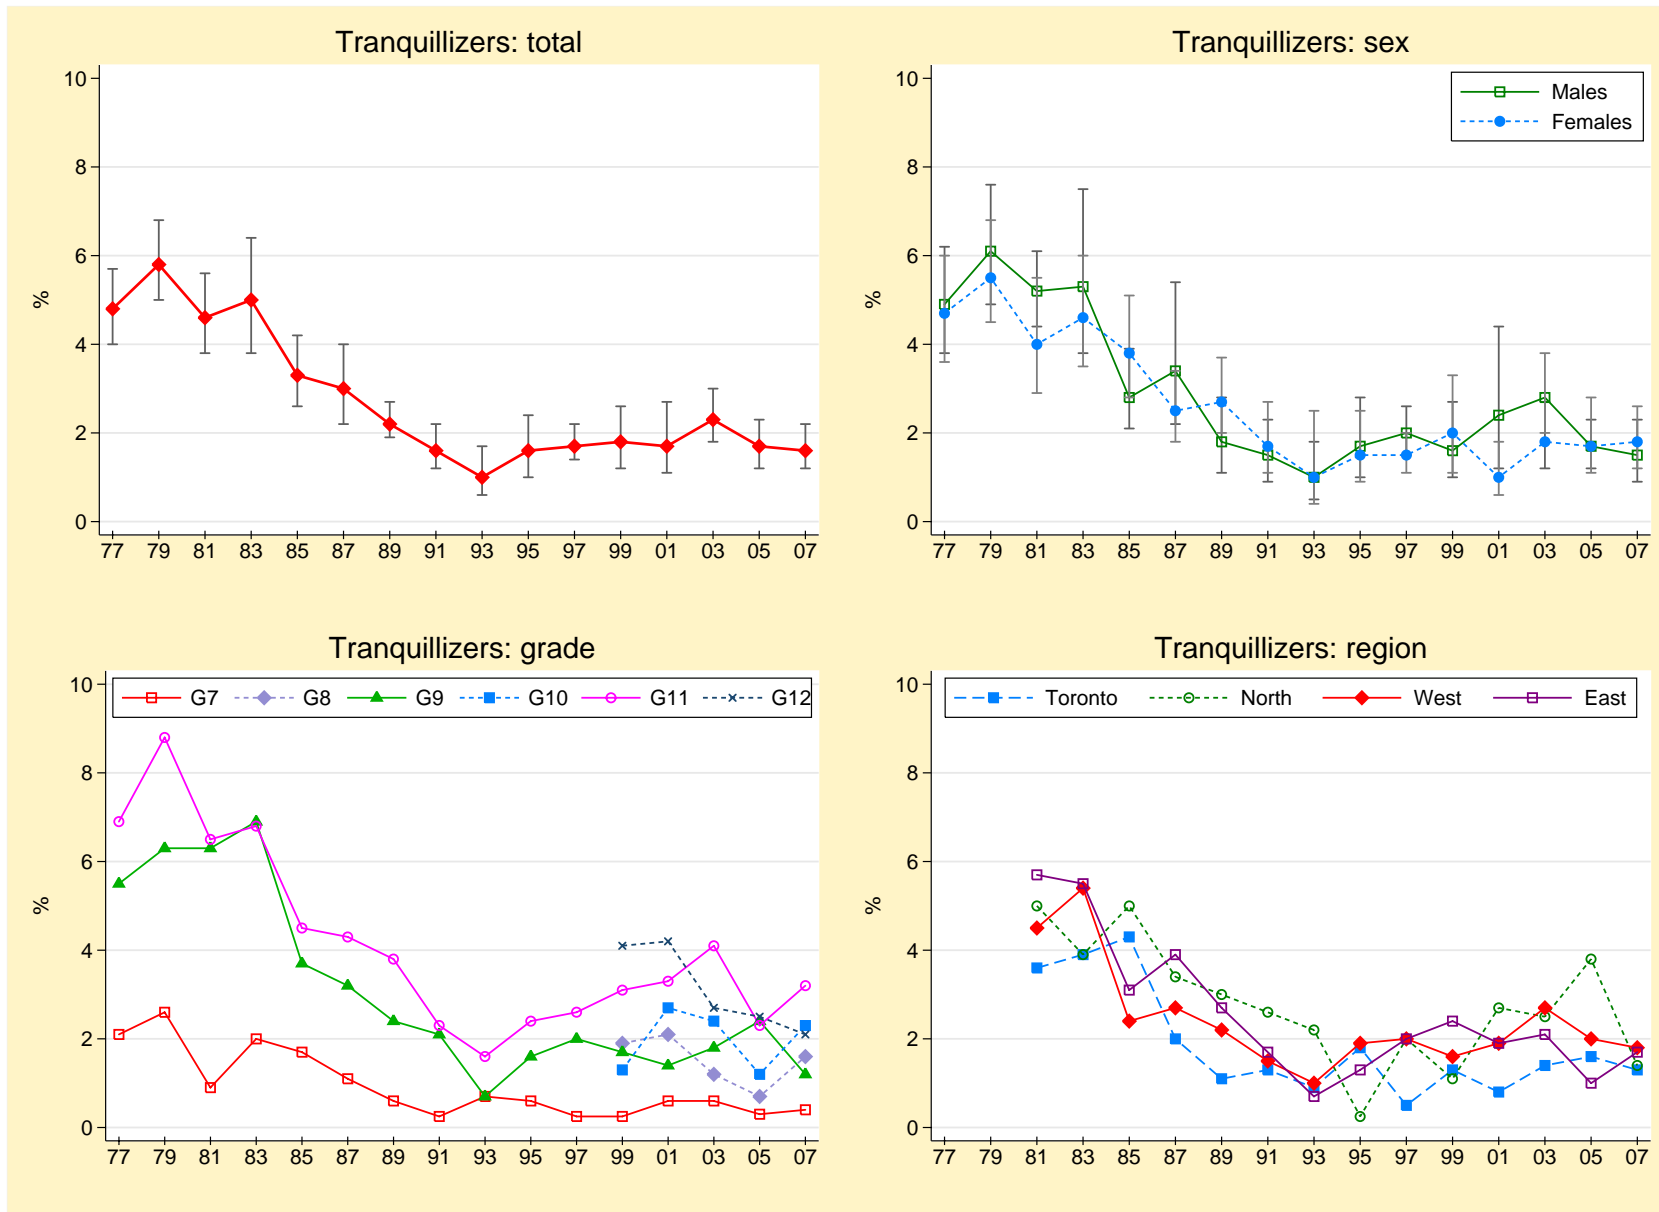 Tranquillizers: total
10
8
6
4
2
0
%
77 79 81 83 85 87 89 91 93 95 97 99 01 03 05 07
Tranquillizers: sex
Males
Females
10
8
6
4
2
0
%
77 79 81 83 85 87 89 91 93 95 97 99 01 03 05 07
Tranquillizers: grade
G7 G8 G9 G10 G11 G12
10
8
6
4
2
0
%
77 79 81 83 85 87 89 91 93 95 97 99 01 03 05 07
Tranquillizers: region
Toronto North West East
10
8
6
4
2
0
%
77 79 81 83 85 87 89 91 93 95 97 99 01 03 05 07